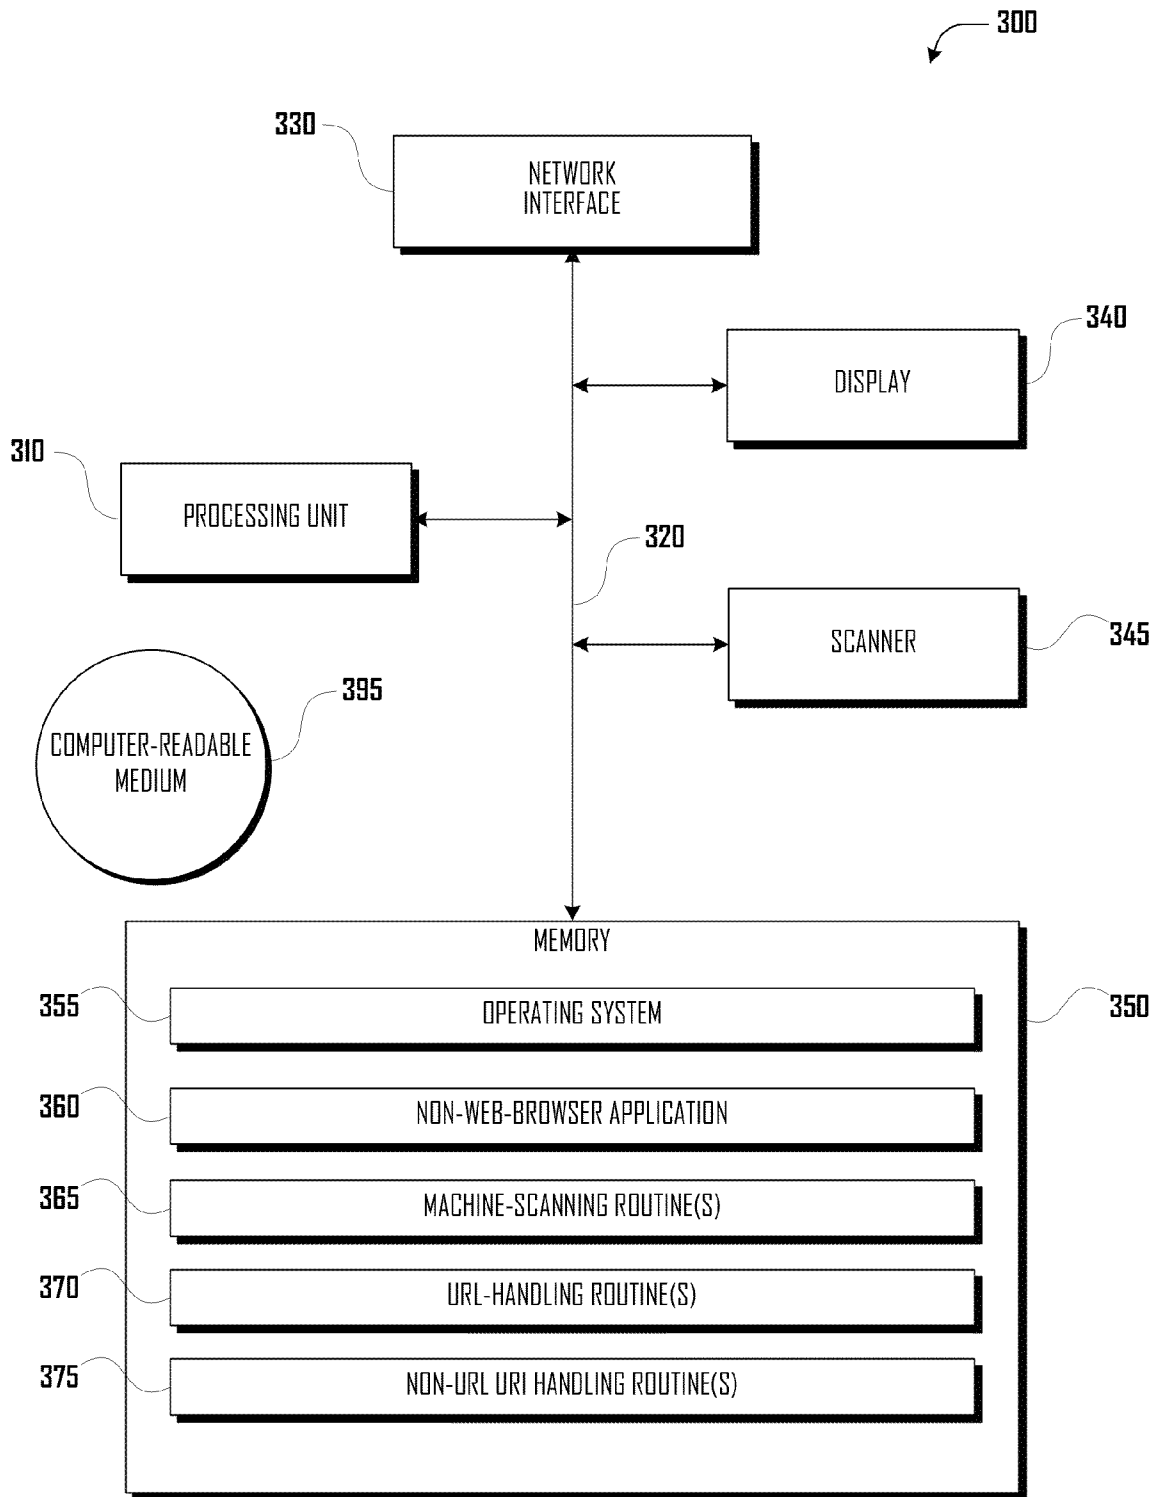 300
330
NETWORK
INTERFACE
340
DISPLAY
310
PROCESSING UNIT
320
345
SCANNER
395
COMPUTER-READABLE
MEDIUM
MEMORY
350
355
OPERATING SYSTEM
360
NON-WEB-BROWSER APPLICATION
365
MACHINE-SCANNING ROUTINE(S)
370
URL-HANDLING ROUTINE(S)
375
NON-URL URI HANDLING ROUTINE(S)